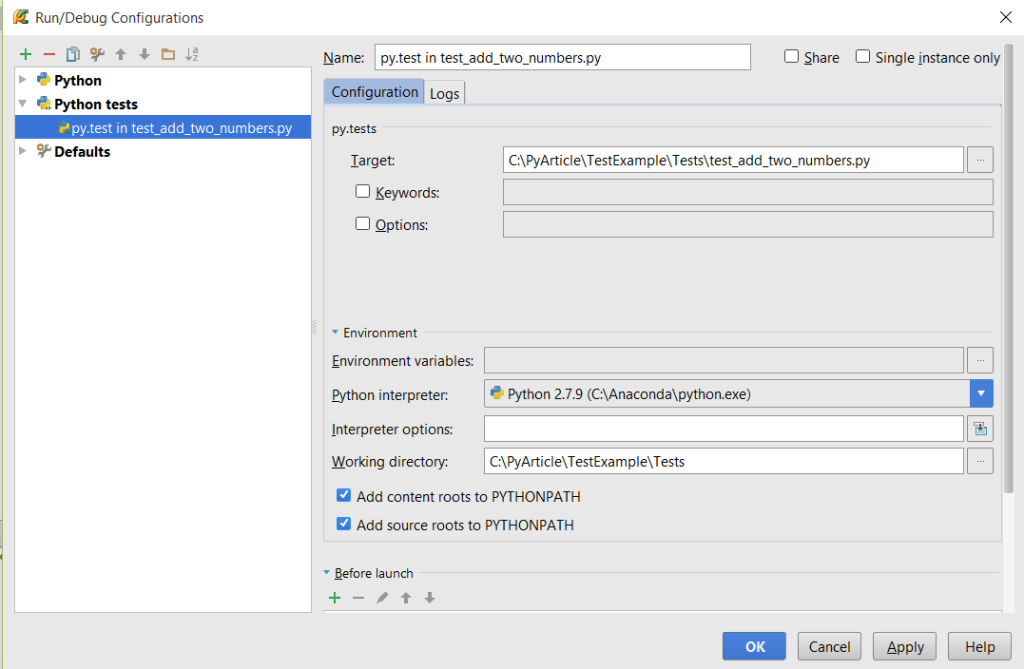 Run/Debug Configurations
Name: py.test in test_add_two_numbers.py Share Single instance only
Python
Python tests
py.test in test_add_two_numbers.py
Defaults
Configuration Logs
py.tests
Target: C:\PyArticle\TestExample\Tests\test_add_two_numbers.py ...
Keywords:
Options:
Environment
Environment variables: ...
Python interpreter: Python 2.7.9 (C:\Anaconda\python.exe)
Interpreter options:
Working directory: C:\PyArticle\TestExample\Tests ...
Add content roots to PYTHONPATH
Add source roots to PYTHONPATH
Before launch
OK Cancel Apply Help